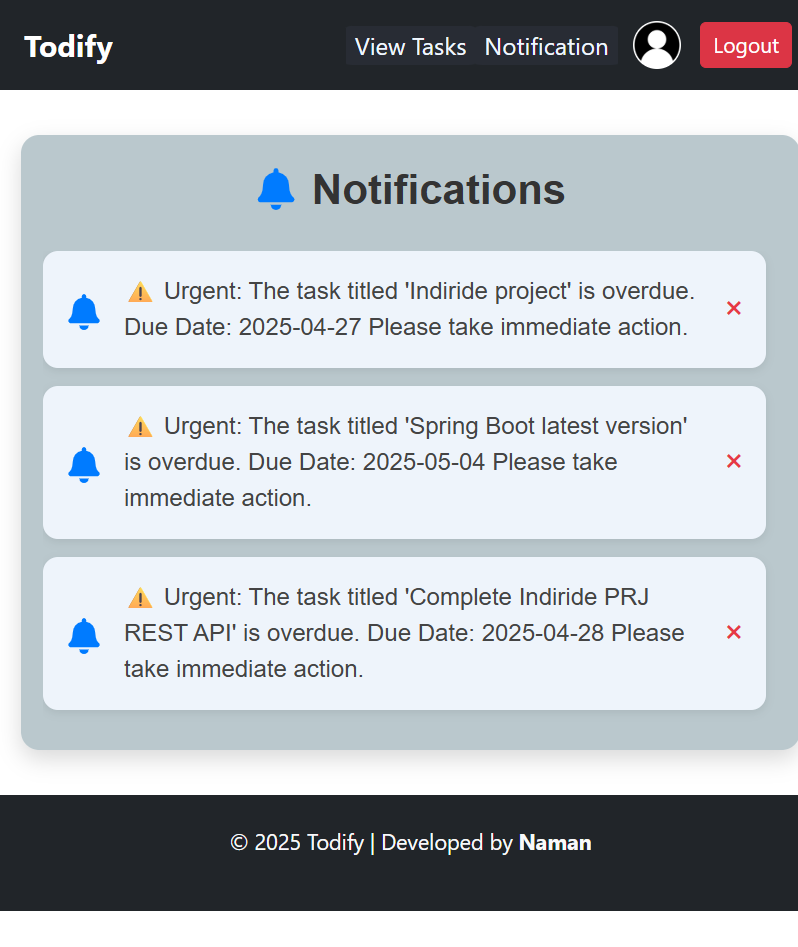 Todify
View Tasks
Notification
Logout
Notifications
Urgent: The task titled 'Indiride project' is overdue.
Due Date: 2025-04-27 Please take immediate action.
Urgent: The task titled 'Spring Boot latest version'
is overdue. Due Date: 2025-05-04 Please take
immediate action.
Urgent: The task titled 'Complete Indiride PRJ
REST API' is overdue. Due Date: 2025-04-28 Please
take immediate action.
© 2025 Todify | Developed by Naman